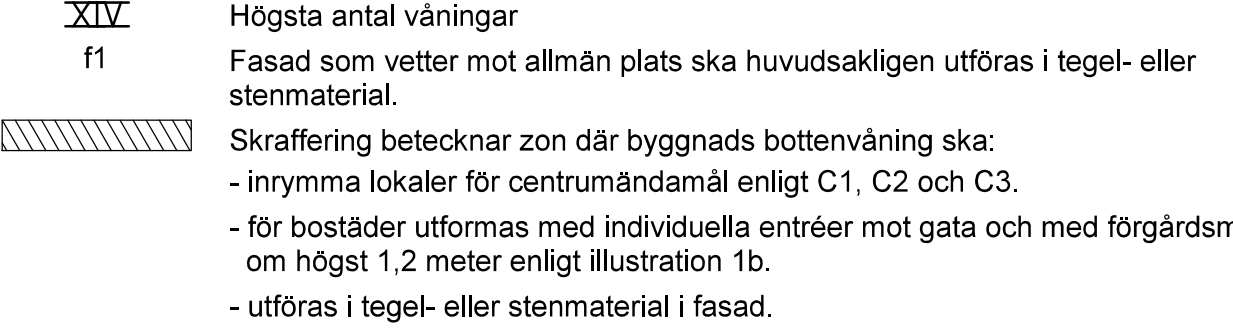 XIV Högsta antal våningar
f1 Fasad som vetter mot allmän plats ska huvudsakligen utföras i tegel- eller
stenmaterial.
Skraffering betecknar zon där byggnads bottenvåning ska:
- inrymma lokaler för centrumändamål enligt C1, C2 och C3.
- för bostäder utformas med individuella entréer mot gata och med
om högst 1,2 meter enligt illustration 1b.
- utföras i tegel- eller stenmaterial i fasad.